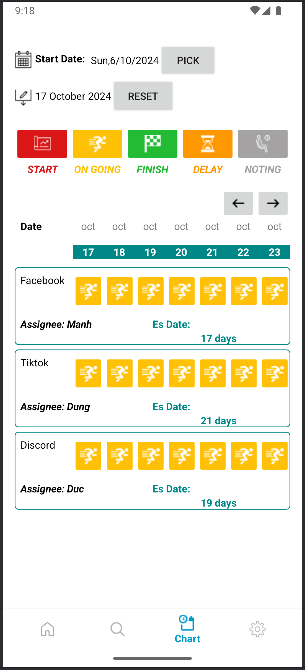 9:18
Start Date: Sun,6/10/2024 PICK
17 October 2024 RESET
START ON GOING FINISH DELAY NOTING
Date oct oct oct oct oct oct oct
17 18 19 20 21 22 23
Facebook
Assignee: Manh Es Date:
17 days
Tiktok
Assignee: Dung Es Date:
21 days
Discord
Assignee: Duc Es Date:
19 days
Chart